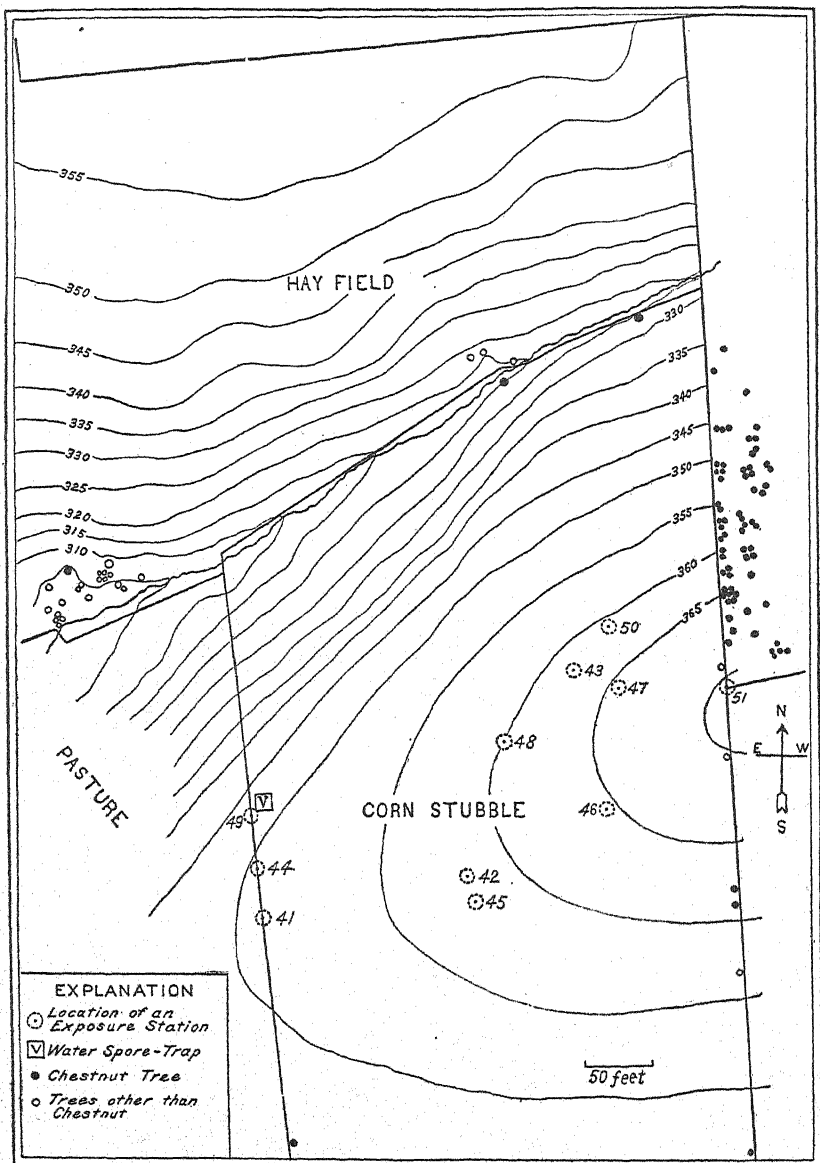 355
350
HAY FIELD
345
340
335
330
325
320
315
310
330
335
340
345
350
355
360
365
50
43
47
51
48
N
E W
S
PASTURE
CORN STUBBLE
46
V
49
44
42
45
41
EXPLANATION
Location of an
Exposure Station
V Water Spore-Trap
Chestnut Tree
Trees other than
Chestnut
50 feet